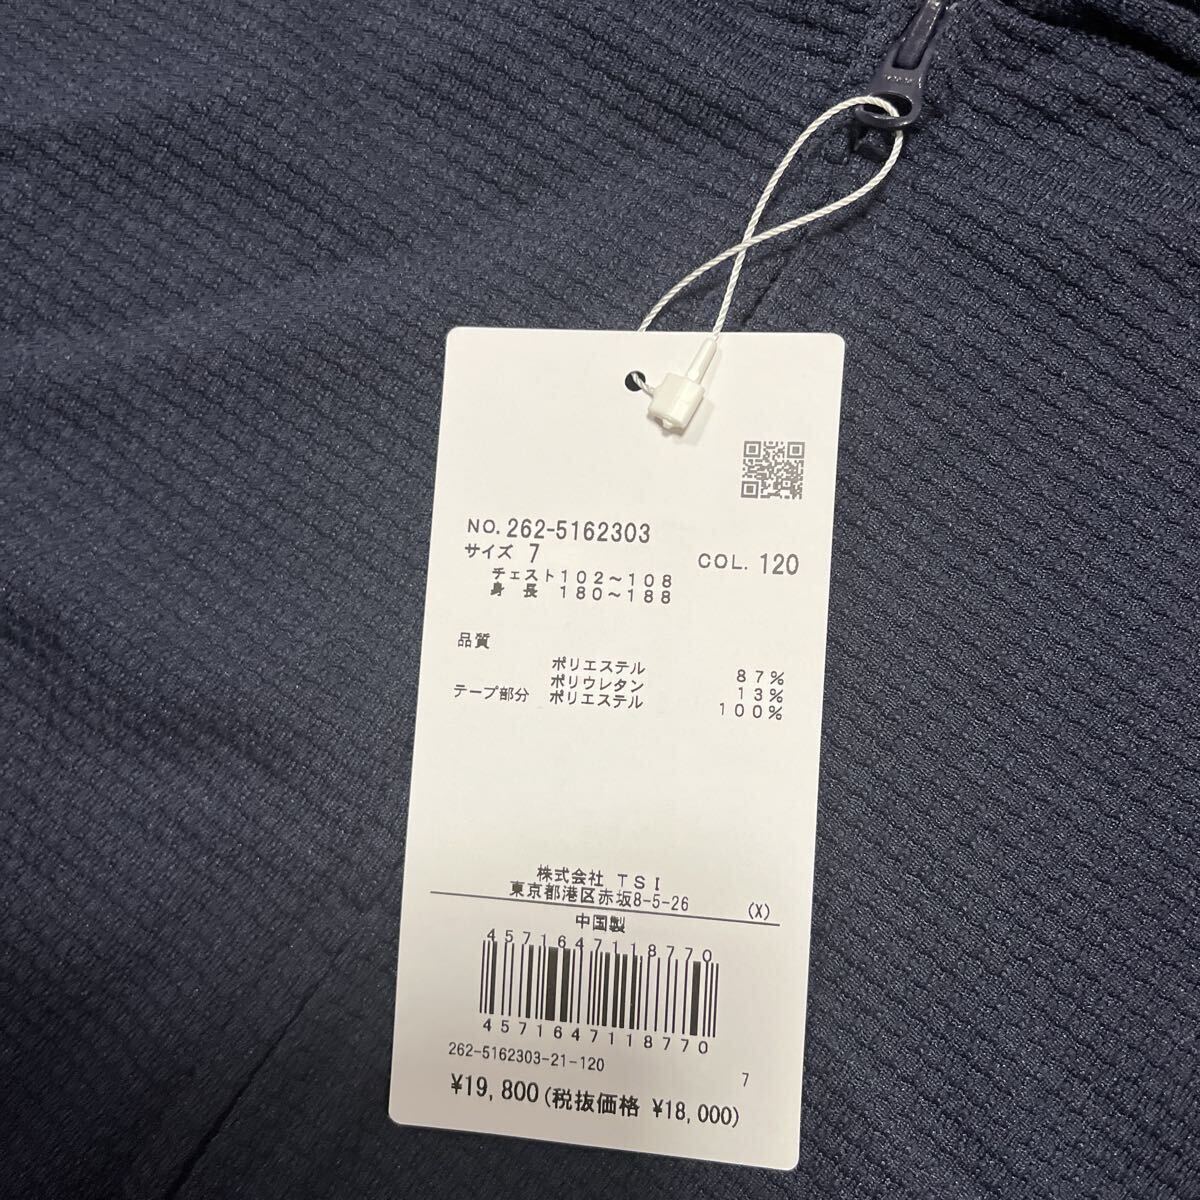 NO. 262-5162303
サイズ 7
COL. 120
チェスト102~108
身 長 180~188
品質
ポリエステル 87%
ポリウレタン 13%
テープ部分 ポリエステル 100%
株式会社 TSI
東京都港区赤坂8-5-26
(X)
中国製
4571647118770
4571647118770
262-5162303-21-120
7
¥19,800(税抜価格 ¥18,000)